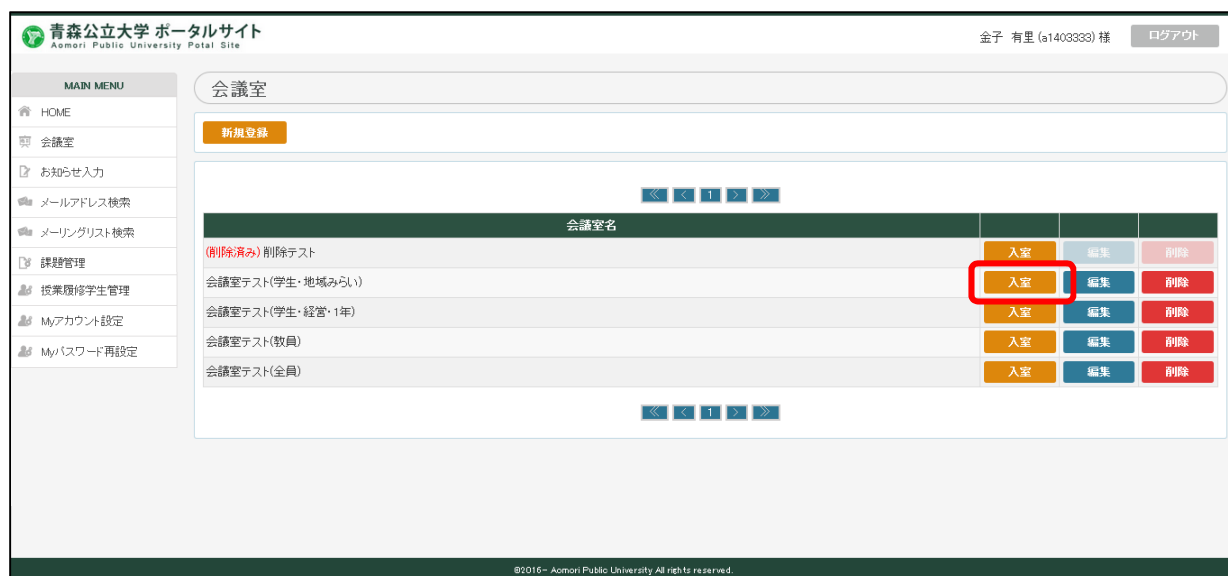 青森公立大学 ポータルサイト
Aomori Public University Potal Site
金子 有里 (a1403333) 様 ログアウト
MAIN MENU
HOME
会議室
お知らせ入力
メールアドレス検索
メーリングリスト検索
課題管理
授業履修学生管理
Myアカウント設定
Myパスワード再設定
会議室
新規登録
≪ < 1 > ≫
会議室名
(削除済み) 削除テスト 入室 編集 削除
会議室テスト(学生・地域みらい) 入室 編集 削除
会議室テスト(学生・経営・1年) 入室 編集 削除
会議室テスト(教員) 入室 編集 削除
会議室テスト(全員) 入室 編集 削除
≪ < 1 > ≫
©2016- Aomori Public University All rights reserved.